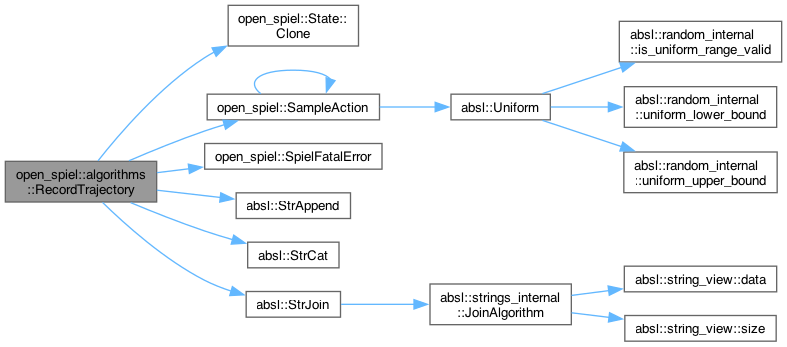 open_spiel::algorithms
::RecordTrajectory
open_spiel::State::
Clone
open_spiel::SampleAction
open_spiel::SpielFatalError
absl::StrAppend
absl::StrCat
absl::StrJoin
absl::Uniform
absl::strings_internal
::JoinAlgorithm
absl::random_internal
::is_uniform_range_valid
absl::random_internal
::uniform_lower_bound
absl::random_internal
::uniform_upper_bound
absl::string_view::data
absl::string_view::size